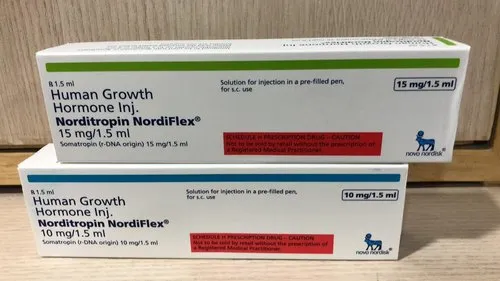 B 1.5 ml
Human Growth
Hormone Inj.
Norditropin NordiFlex®
15 mg/1.5 ml
Somatropin (r-DNA origin) 15 mg/1.5 ml
Solution for injection in a pre-filled pen,
for s.c. use
SCHEDULE H PRESCRIPTION DRUG – CAUTION
Not to be sold by retail without the prescription of
a Registered Medical Practitioner.
15 mg/1.5 ml
novo nordisk
B 1.5 ml
Human Growth
Hormone Inj.
Norditropin NordiFlex®
10 mg/1.5 ml
Somatropin (r-DNA origin) 10 mg/1.5 ml
Solution for injection in a pre-filled pen,
for s.c. use
SCHEDULE H PRESCRIPTION DRUG – CAUTION
Not to be sold by retail without the prescription of
a Registered Medical Practitioner.
10 mg/1.5 ml
novo nordisk